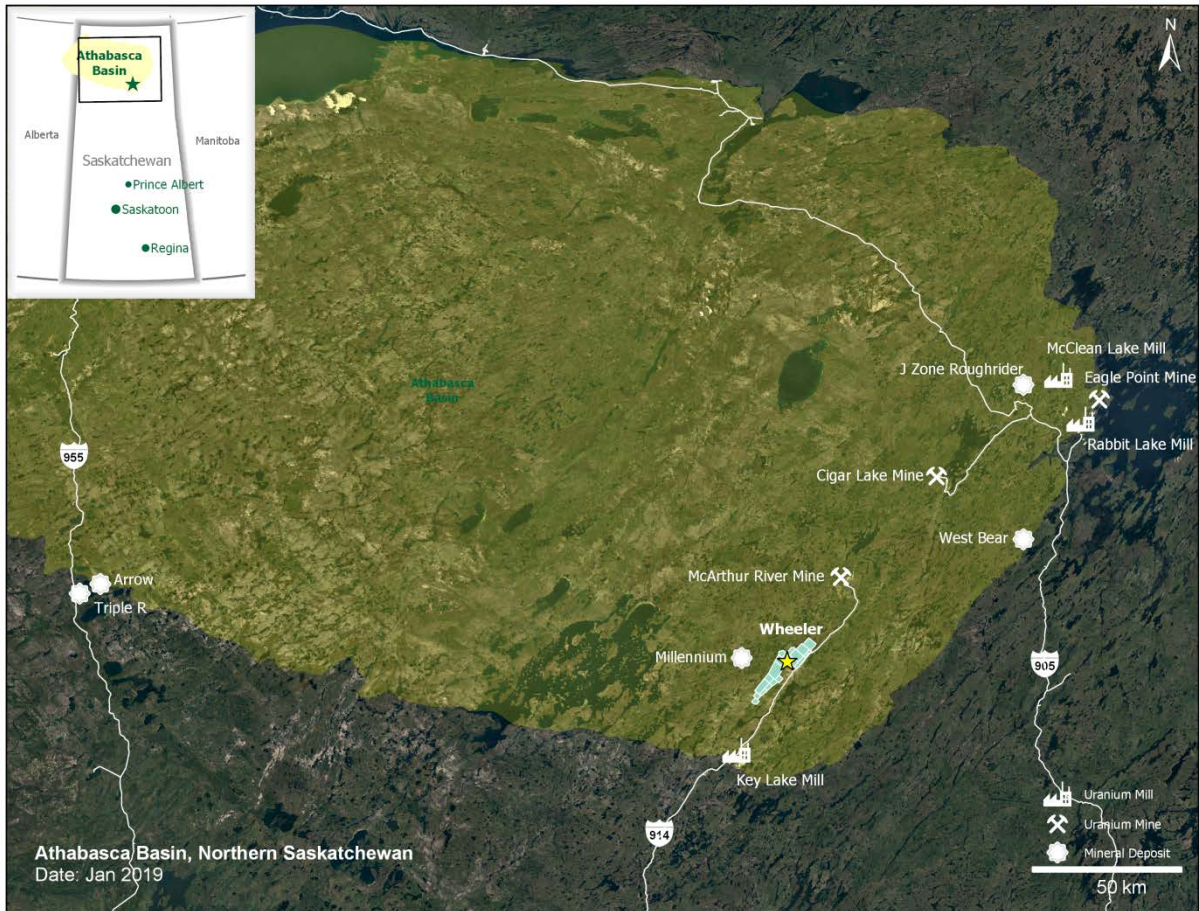 Athabasca
Basin
Alberta
Manitoba
Saskatchewan
Prince Albert
Saskatoon
Regina
N
Athabasca
Basin
McClean Lake Mill
J Zone Roughrider
Eagle Point Mine
Rabbit Lake Mill
955
Cigar Lake Mine
West Bear
McArthur River Mine
Arrow
Triple R
Wheeler
Millennium
905
Key Lake Mill
914
Uranium Mill
Uranium Mine
Mineral Deposit
50 km
Athabasca Basin, Northern Saskatchewan
Date: Jan 2019